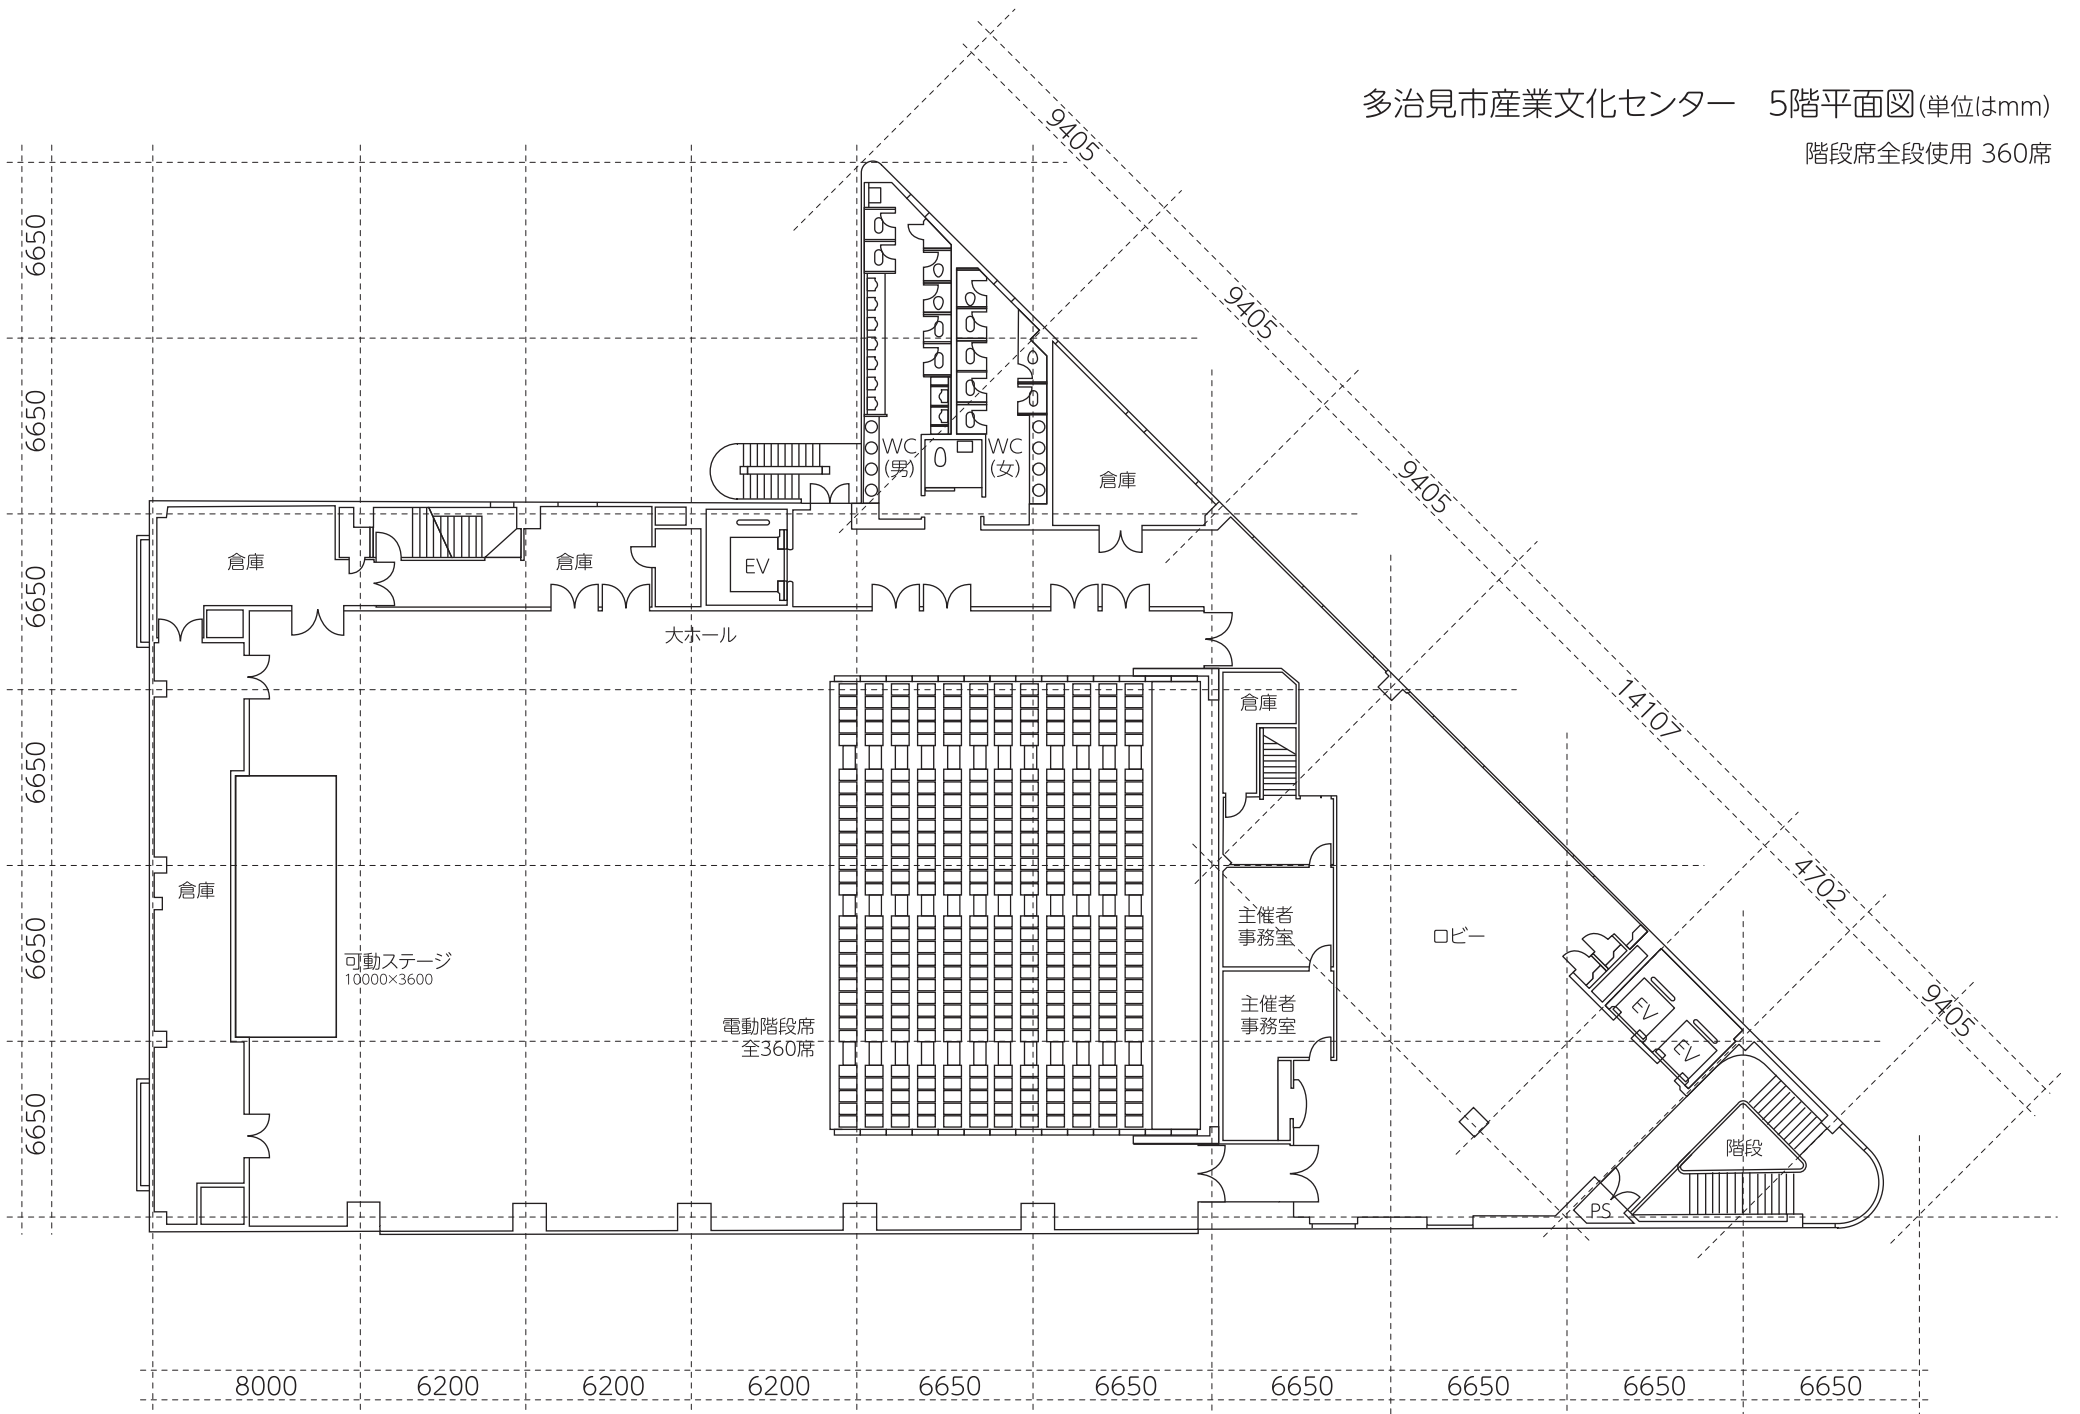 多治見市産業文化センター 5階平面図(単位はmm)
階段席全段使用 360席
9405
9405
9405
14107
4702
9405
6650
6650
6650
6650
6650
6650
WC
(男)
WC
(女)
倉庫
倉庫
倉庫
EV
大ホール
倉庫
倉庫
可動ステージ
10000×3600
電動階段席
全360席
主催者
事務室
主催者
事務室
ロビー
EV
EV
階段
PS
8000
6200
6200
6200
6650
6650
6650
6650
6650
6650